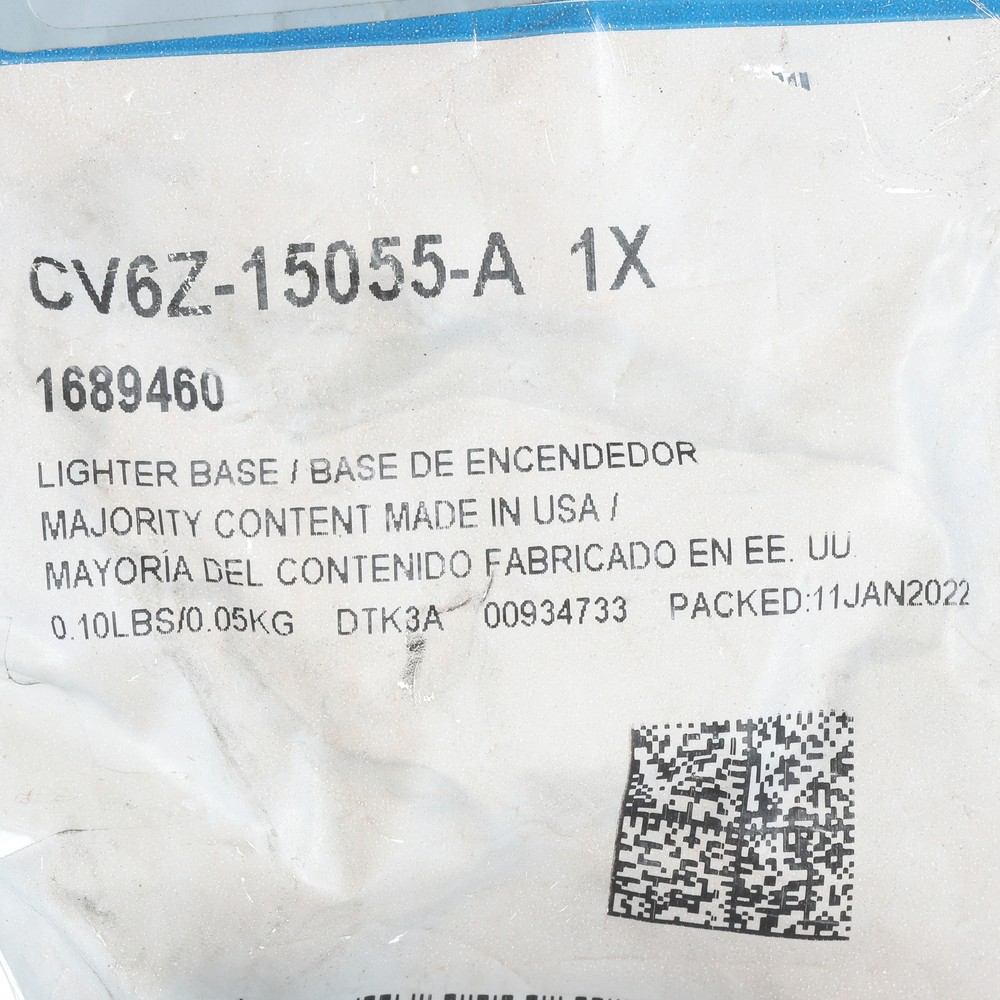 CV6Z-15055-A 1X
1689460
LIGHTER BASE / BASE DE ENCENDEDOR
MAJORITY CONTENT MADE IN USA /
MAYORÍA DEL CONTENIDO FABRICADO EN EE. UU.
0.10LBS/0.05KG DTK3A 00934733 PACKED:11JAN2022